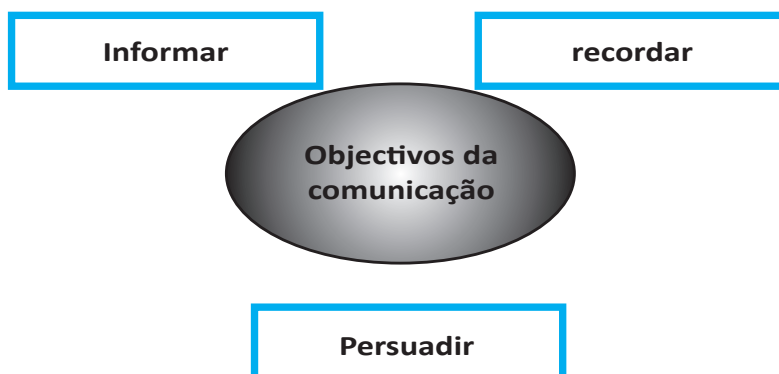 Informar
recordar
Objectivos da
comunicação
Persuadir